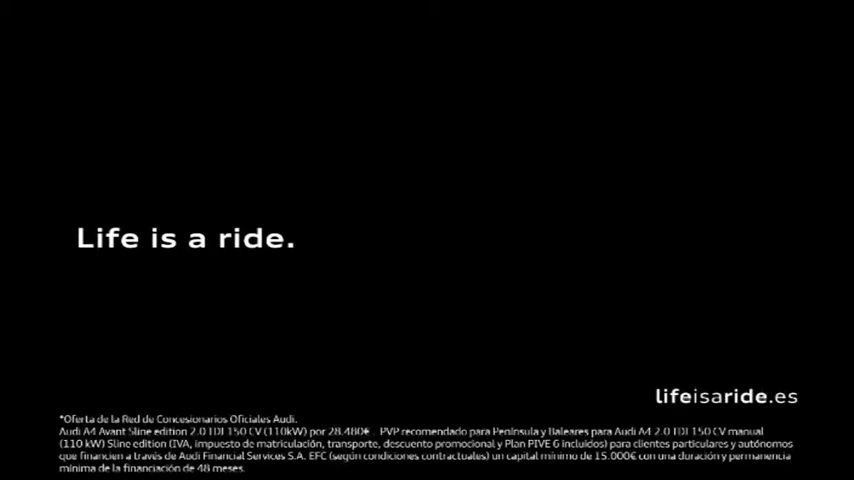 Life is a ride.
lifeisaride.es
*Oferta de la Red de Concesionarios Oficiales Audi.
Audi A4 Avant Sline edition 2.0 TDI 150 CV (110kW) por 28.480€ . PVP recomendado para Península y Baleares para Audi A4 2.0 TDI 150 CV manual
(110 kW) Sline edition (IVA, impuesto de matriculación, transporte, descuento promocional y Plan PIVE 6 incluidos) para clientes particulares y autónomos
que financien a través de Audi Financial Services S.A. EFC (según condiciones contractuales) un capital mínimo de 15.000€ con una duración y permanencia
mínima de la financiación de 48 meses.